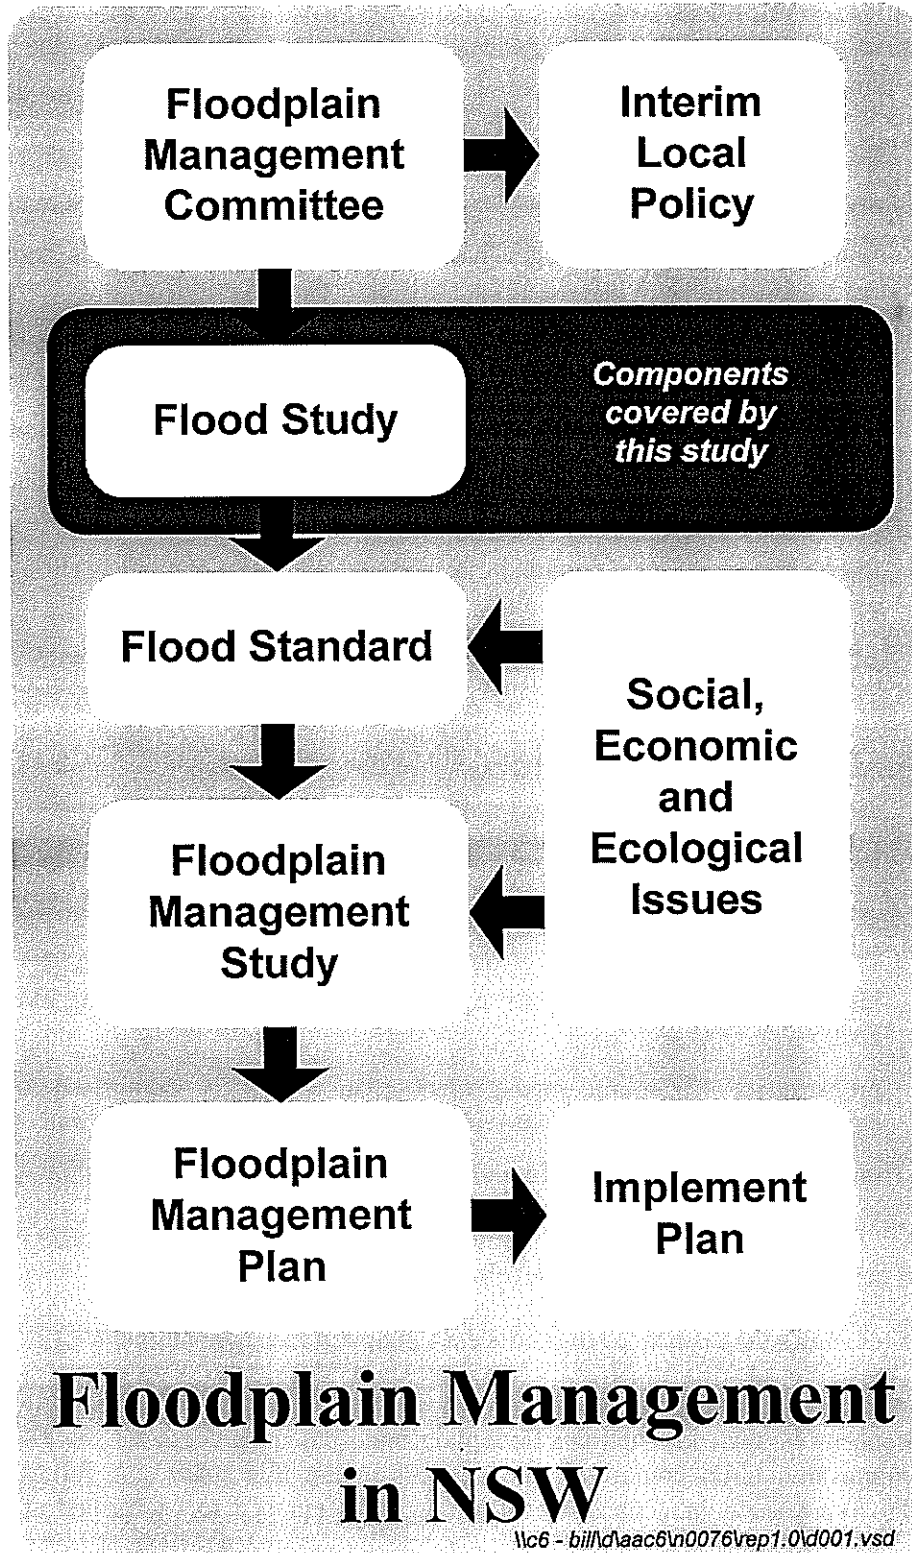 Floodplain
Management
Committee
Interim
Local
Policy
Flood Study
Components
covered by
this study
Flood Standard
Social,
Economic
and
Ecological
Issues
Floodplain
Management
Study
Floodplain
Management
Plan
Implement
Plan
Floodplain Management
in NSW
\\c6 - bill\d\aac6\n0076\rep1.0\d001.vsd